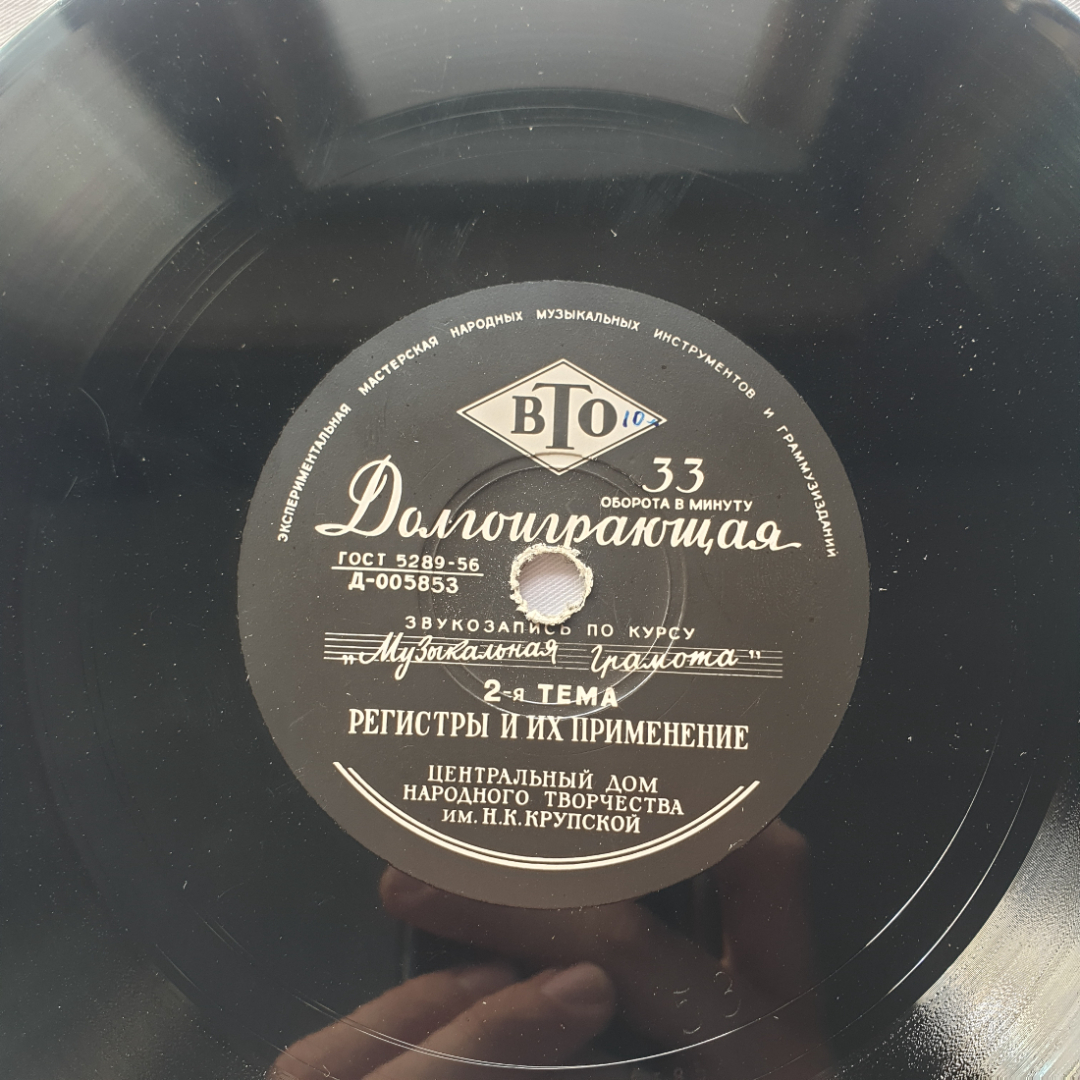 ЭКСПЕРИМЕНТАЛЬНАЯ МАСТЕРСКАЯ НАРОДНЫХ МУЗЫКАЛЬНЫХ ИНСТРУМЕНТОВ И ГРАММУЗИЗДАНИЙ
ВТО
33
ОБОРОТА В МИНУТУ
Долгоиграющая
ГОСТ 5289-56
Д-005853
ЗВУКОЗАПИСЬ ПО КУРСУ
„Музыкальная грамота"
2-я ТЕМА
РЕГИСТРЫ И ИХ ПРИМЕНЕНИЕ
ЦЕНТРАЛЬНЫЙ ДОМ
НАРОДНОГО ТВОРЧЕСТВА
им. Н.К.КРУПСКОЙ